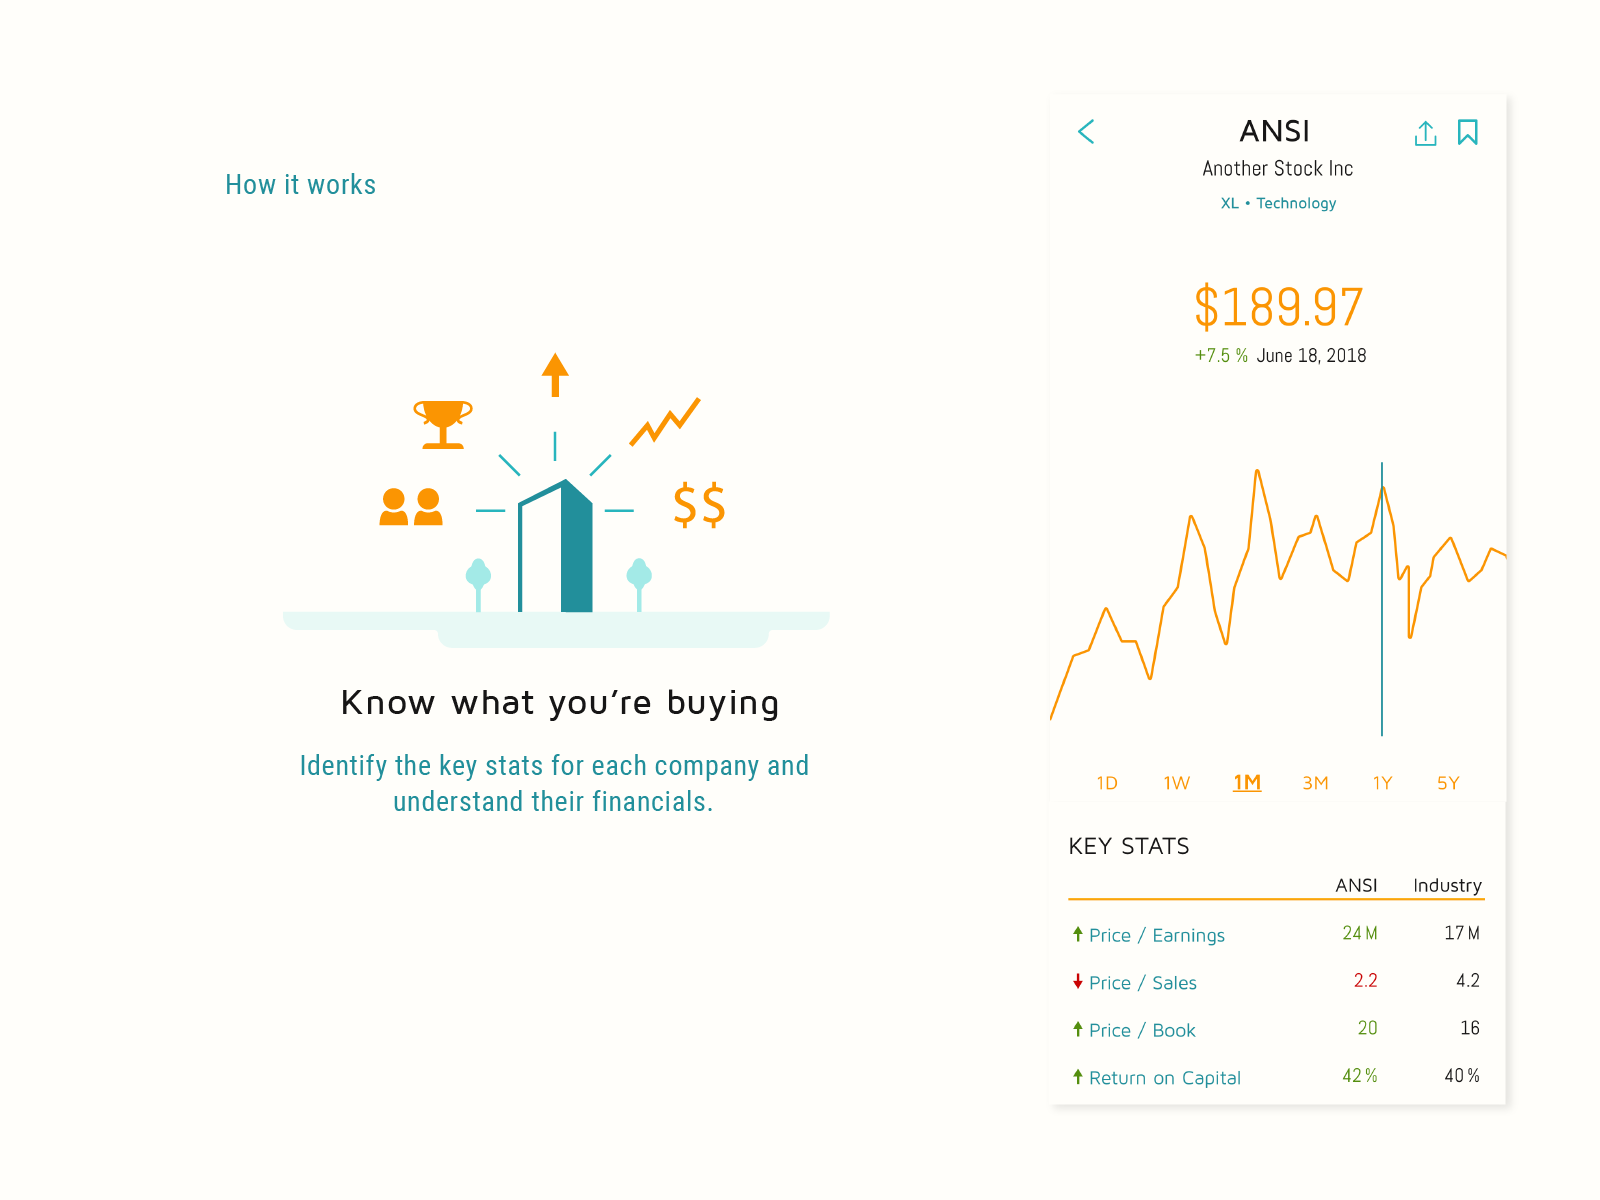 How it works
$$
Know what you’re buying
Identify the key stats for each company and
understand their financials.
ANSI
Another Stock Inc
XL • Technology
$189.97
+7.5 % June 18, 2018
1D 1W 1M 3M 1Y 5Y
KEY STATS
ANSI Industry
Price / Earnings 24 M 17 M
Price / Sales 2.2 4.2
Price / Book 20 16
Return on Capital 42 % 40 %